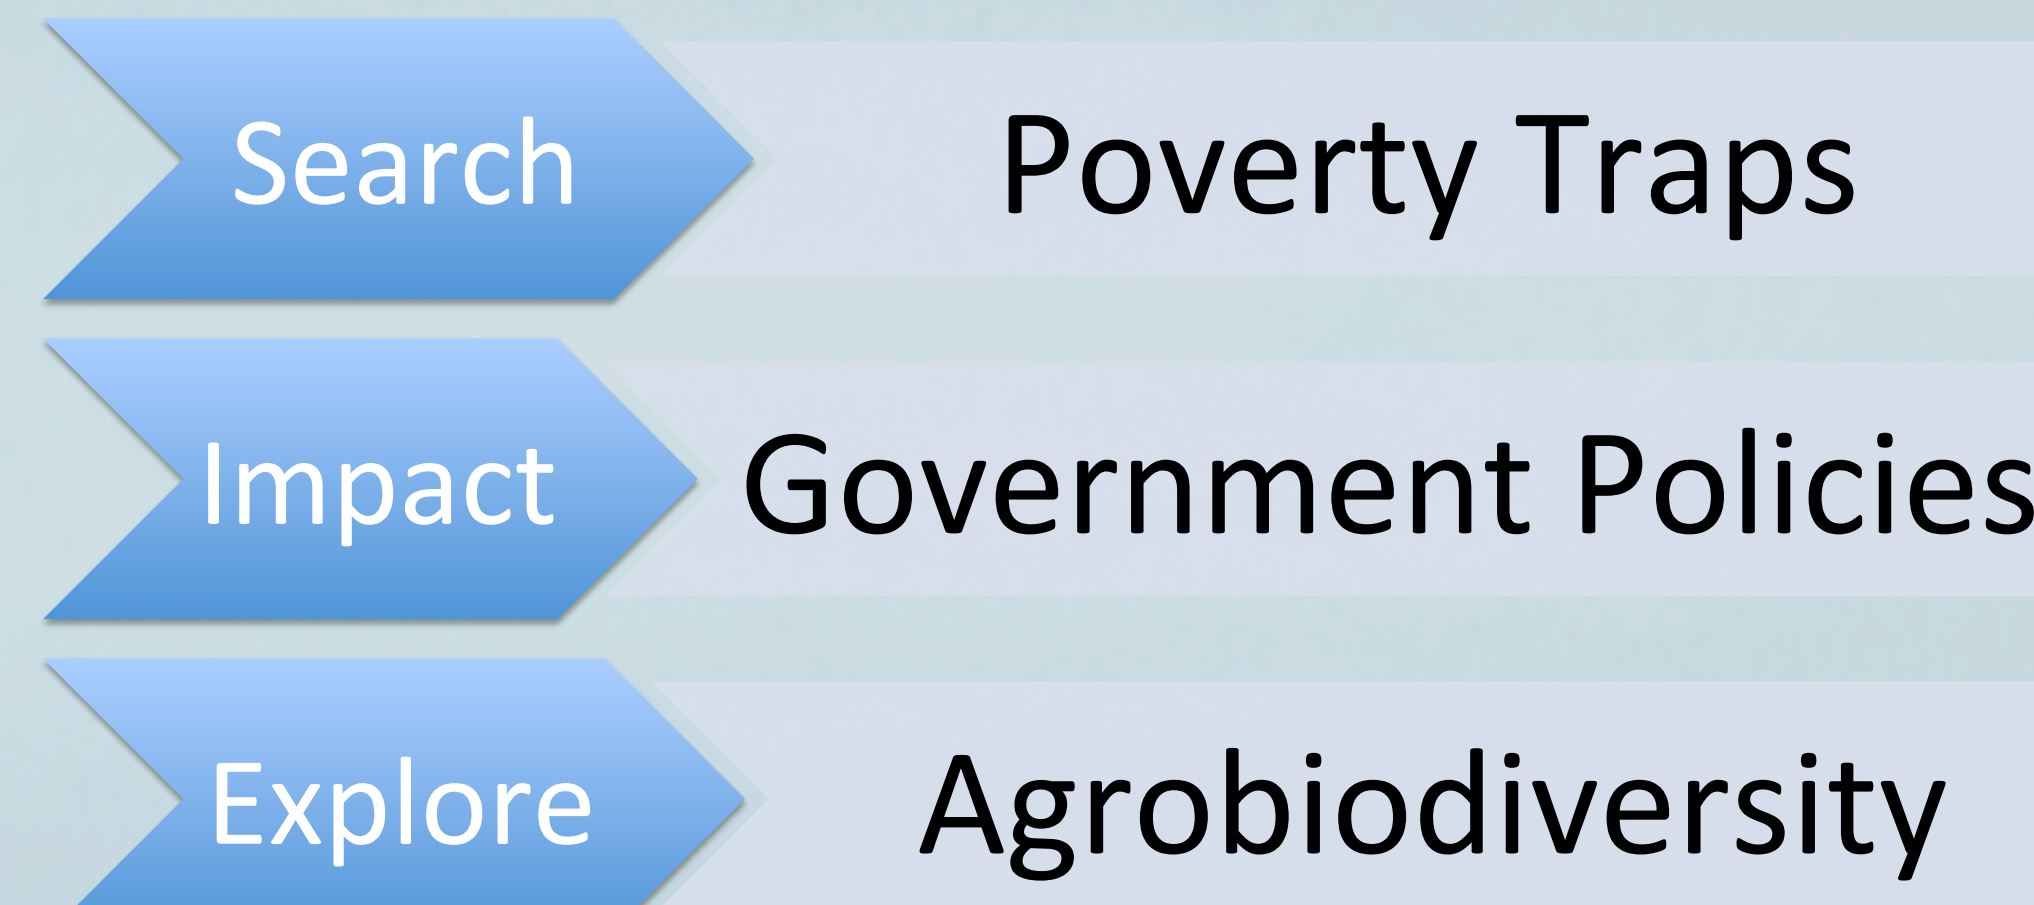 Search
Poverty Traps
Impact
Government Policies
Explore
Agrobiodiversity